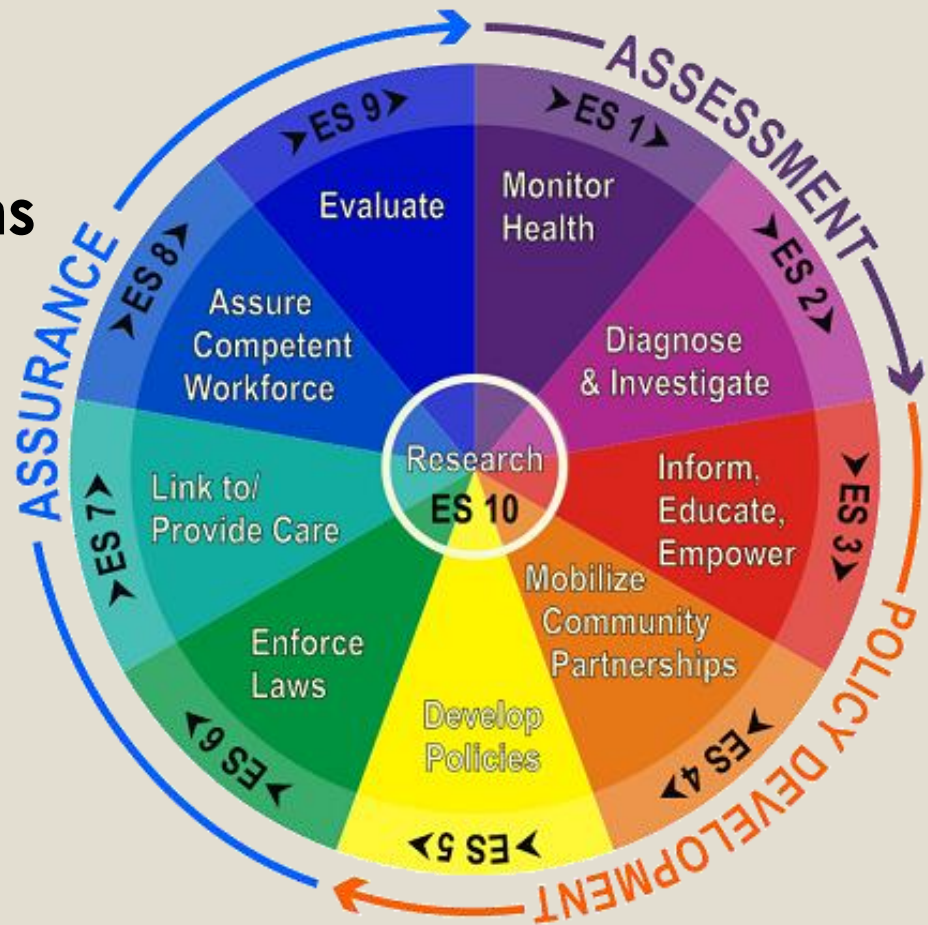 ns
ASSESSMENT
POLICY DEVELOPMENT
ASSURANCE
ES 1
Monitor
Health
ES 2
Diagnose
& Investigate
ES 3
Inform,
Educate,
Empower
ES 4
Mobilize
Community
Partnerships
ES 5
Develop
Policies
ES 6
Enforce
Laws
ES 7
Link to/
Provide Care
ES 8
Assure
Competent
Workforce
ES 9
Evaluate
Research
ES 10